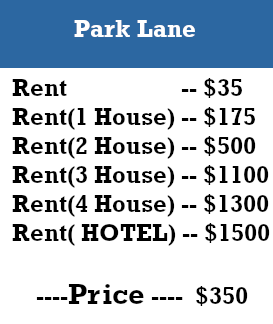 Park Lane
Rent -- $35
Rent(1 House) -- $175
Rent(2 House) -- $500
Rent(3 House) -- $1100
Rent(4 House) -- $1300
Rent( HOTEL) -- $1500
----Price ---- $350